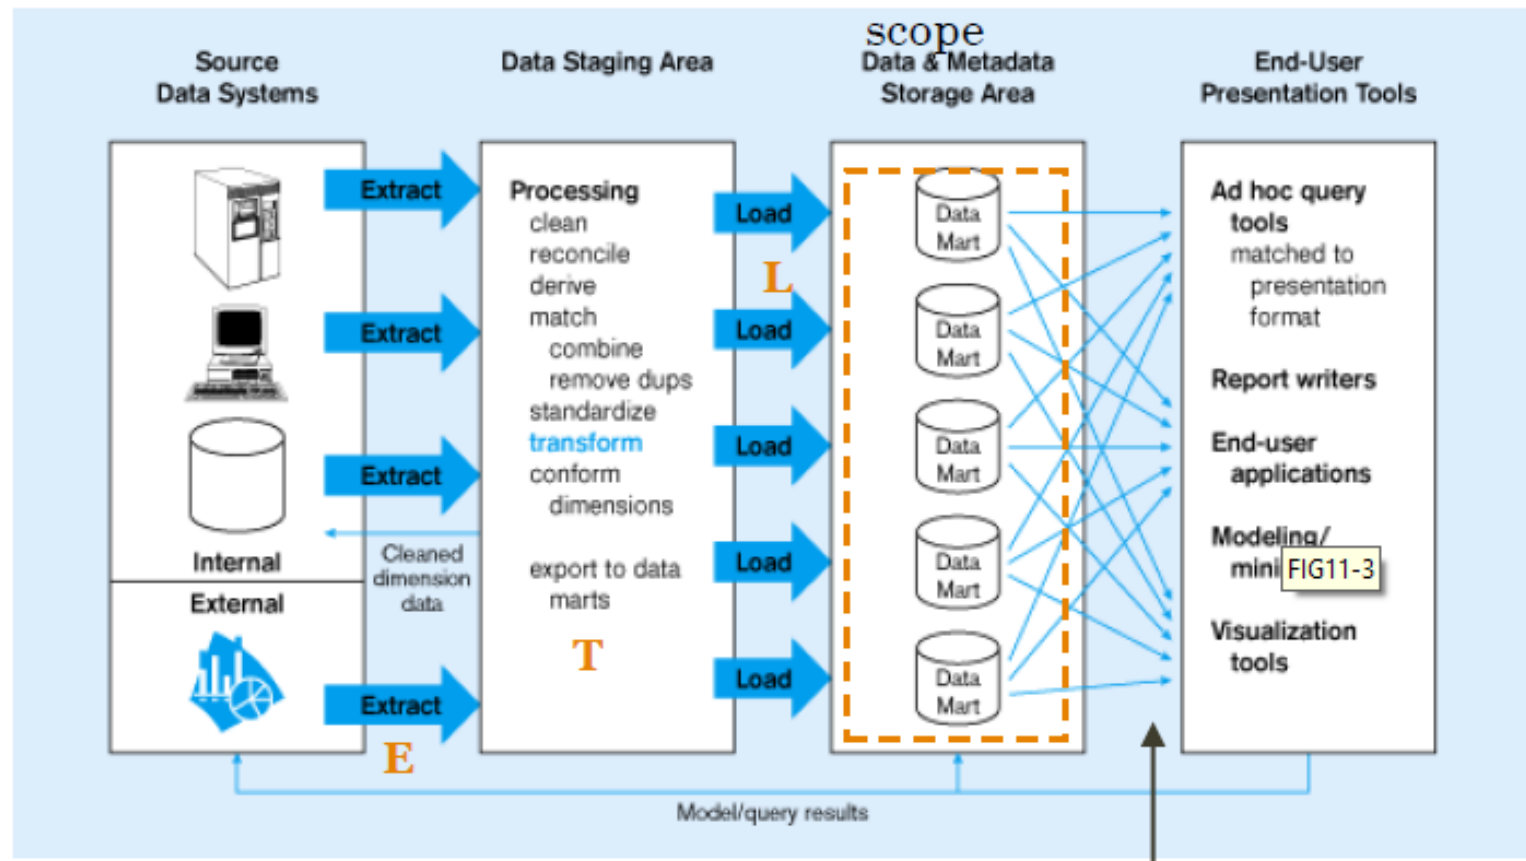 scope
Source
Data Systems
Data Staging Area
Data & Metadata
Storage Area
End-User
Presentation Tools
Extract
Extract
Extract
Extract
Internal
External
Cleaned
dimension
data
E
Processing
clean
reconcile
derive
match
combine
remove dups
standardize
transform
conform
dimensions
export to data
marts
T
Load
L
Load
Load
Load
Load
Data
Mart
Data
Mart
Data
Mart
Data
Mart
Data
Mart
Ad hoc query
tools
matched to
presentation
format
Report writers
End-user
applications
Modeling/
mini
FIG11-3
Visualization
tools
Model/query results